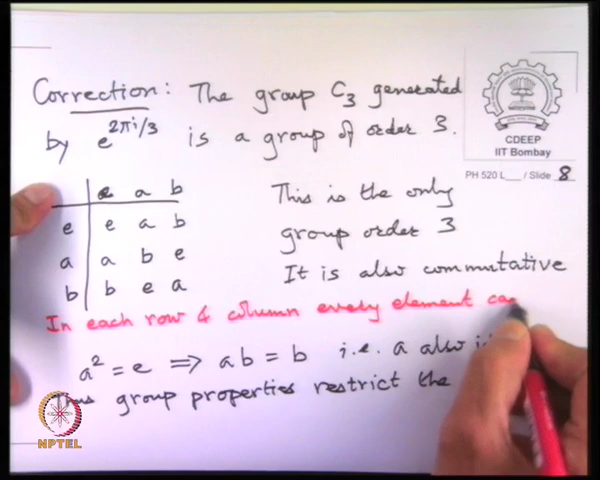 Correction: The group C₃ generated
by e^{2πi/3} is a group of order 3.
CDEEP
IIT Bombay
PH 520 L___ / Slide 8
e a b
e e a b
a a b e
b b e a
This is the only
group order 3
It is also commutative
In each row & column every element
a² = e ⟹ ab = b i.e. a also
group properties restrict the
NPTEL